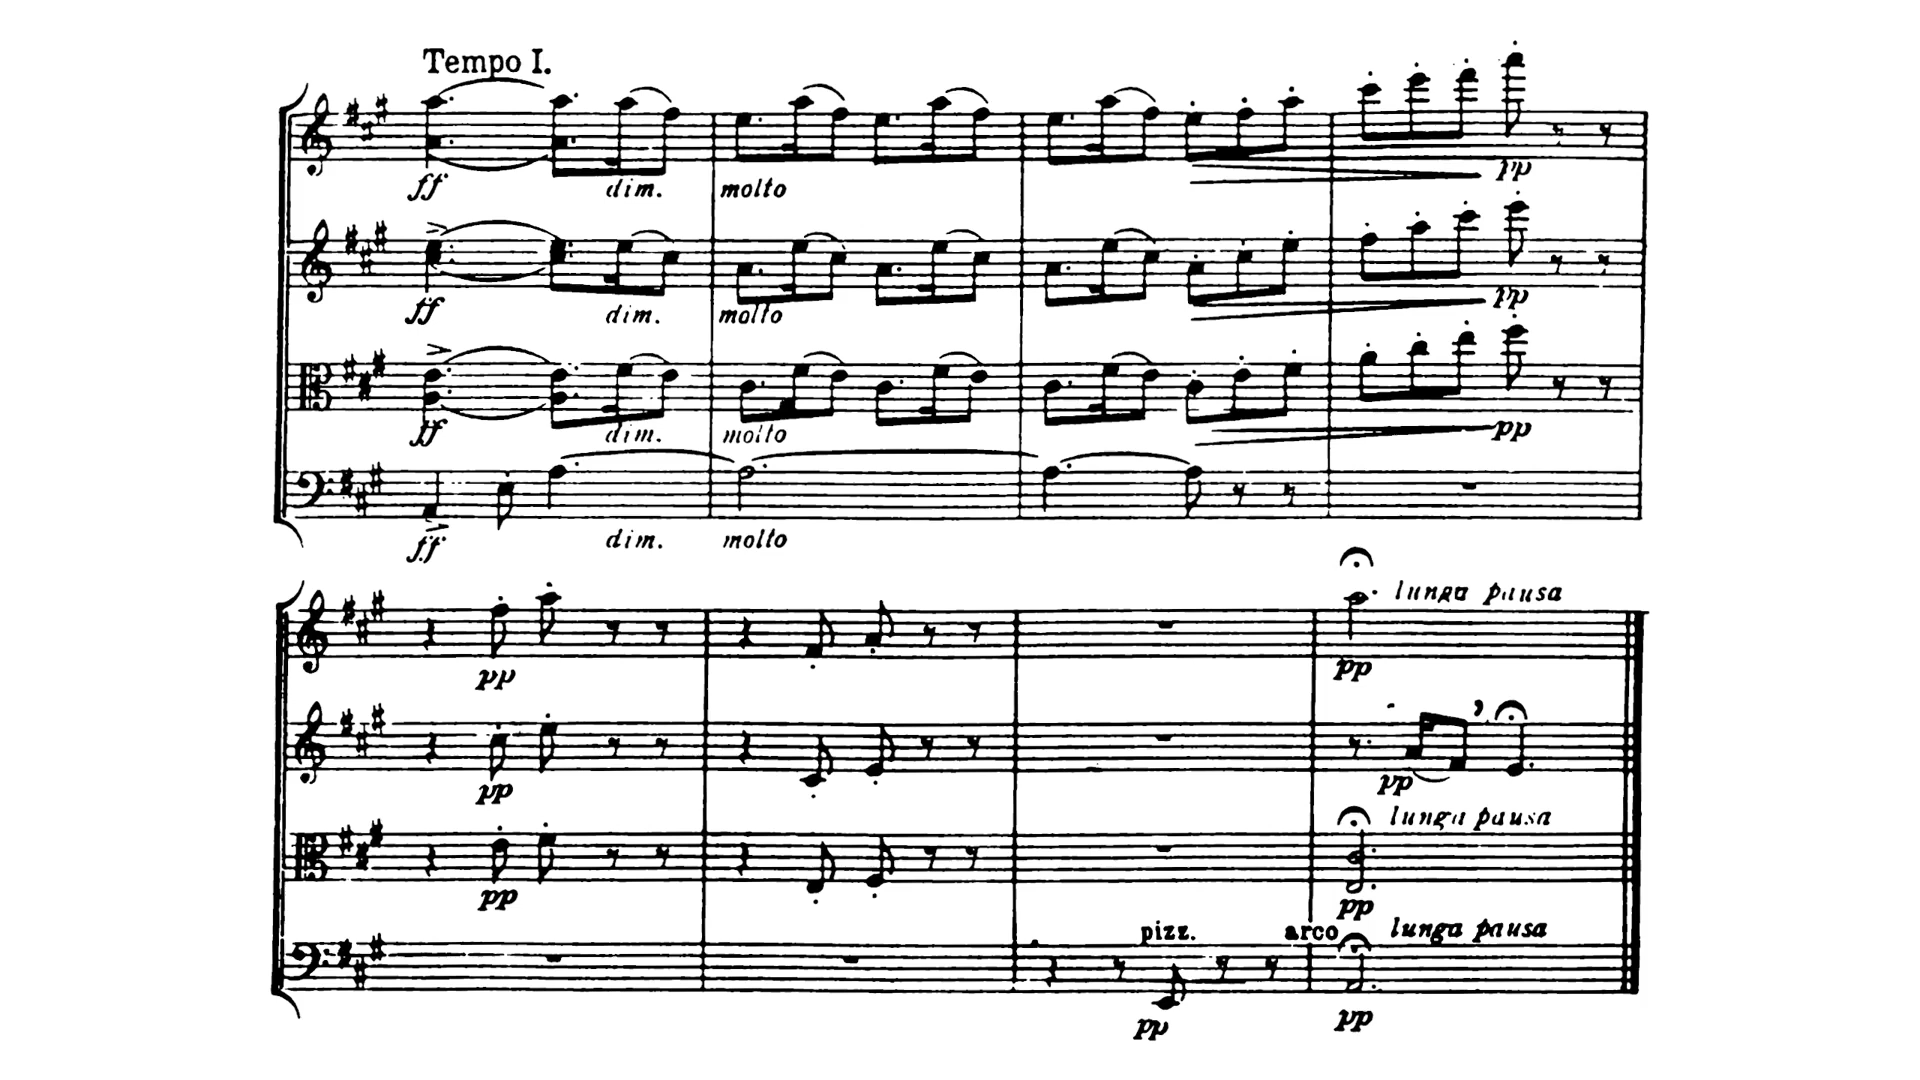 Tempo I.
ff dim. molto pp
ff dim. molto pp
ff dim. molto pp
ff dim. molto
lunga pausa
pp pp
pp pp
lunga pausa
pp pp
pizz. arco lunga pausa
pp pp